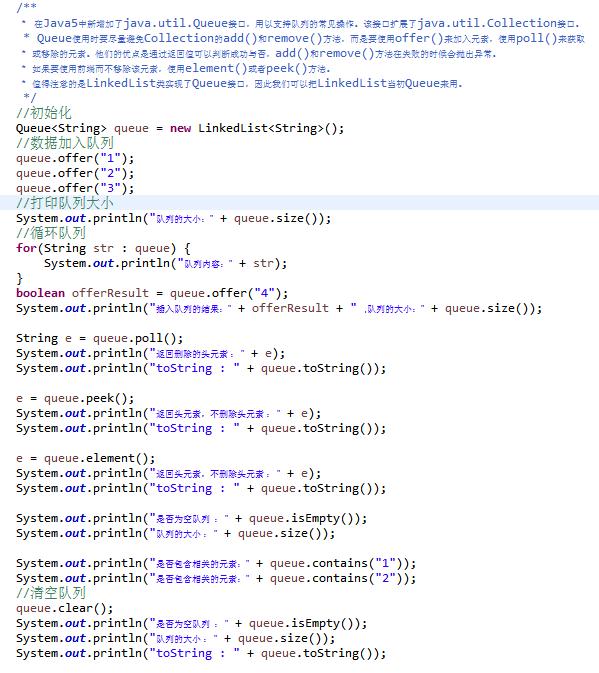 /**
* 在Java5中新增加了java.util.Queue接口，用以支持队列的常见操作。该接口扩展了java.util.Collection接口。
* Queue使用时要尽量避免Collection的add()和remove()方法，而是要使用offer()来加入元素，使用poll()来获取
* 或移除的元素。他们的优点是通过返回值可以判断成功与否，add()和remove()方法在失败的时候会抛出异常。
* 如果要使用前端而不移除该元素，使用element()或者peek()方法。
* 值得注意的是LinkedList类实现了Queue接口，因此我们可以把LinkedList当初Queue来用。
*/
//初始化
Queue<String> queue = new LinkedList<String>();
//数据加入队列
queue.offer("1");
queue.offer("2");
queue.offer("3");
//打印队列大小
System.out.println("队列的大小：" + queue.size());
//循环队列
for(String str : queue) {
System.out.println("队列内容：" + str);
}
boolean offerResult = queue.offer("4");
System.out.println("插入队列的结果：" + offerResult + " ,队列的大小：" + queue.size());
String e = queue.poll();
System.out.println("返回删除的头元素：" + e);
System.out.println("toString : " + queue.toString());
e = queue.peek();
System.out.println("返回头元素，不删除头元素：" + e);
System.out.println("toString : " + queue.toString());
e = queue.element();
System.out.println("返回头元素，不删除头元素：" + e);
System.out.println("toString : " + queue.toString());
System.out.println("是否为空队列 ：" + queue.isEmpty());
System.out.println("队列的大小 ：" + queue.size());
System.out.println("是否包含相关的元素：" + queue.contains("1"));
System.out.println("是否包含相关的元素：" + queue.contains("2"));
//清空队列
queue.clear();
System.out.println("是否为空队列 ：" + queue.isEmpty());
System.out.println("队列的大小 ：" + queue.size());
System.out.println("toString : " + queue.toString());